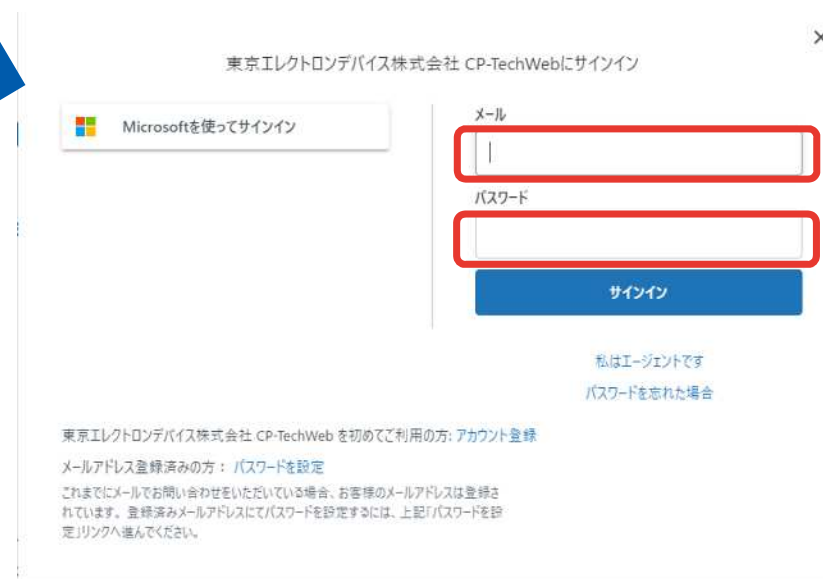 東京エレクトロンデバイス株式会社 CP-TechWebにサインイン
Microsoftを使ってサインイン
メール
パスワード
サインイン
私はエージェントです
パスワードを忘れた場合
東京エレクトロンデバイス株式会社 CP-TechWeb を初めてご利用の方: アカウント登録
メールアドレス登録済みの方： パスワードを設定
これまでにメールでお問い合わせをいただいている場合、お客様のメールアドレスは登録さ
れています。登録済みメールアドレスにてパスワードを設定するには、上記「パスワードを設
定」リンクへ進んでください。